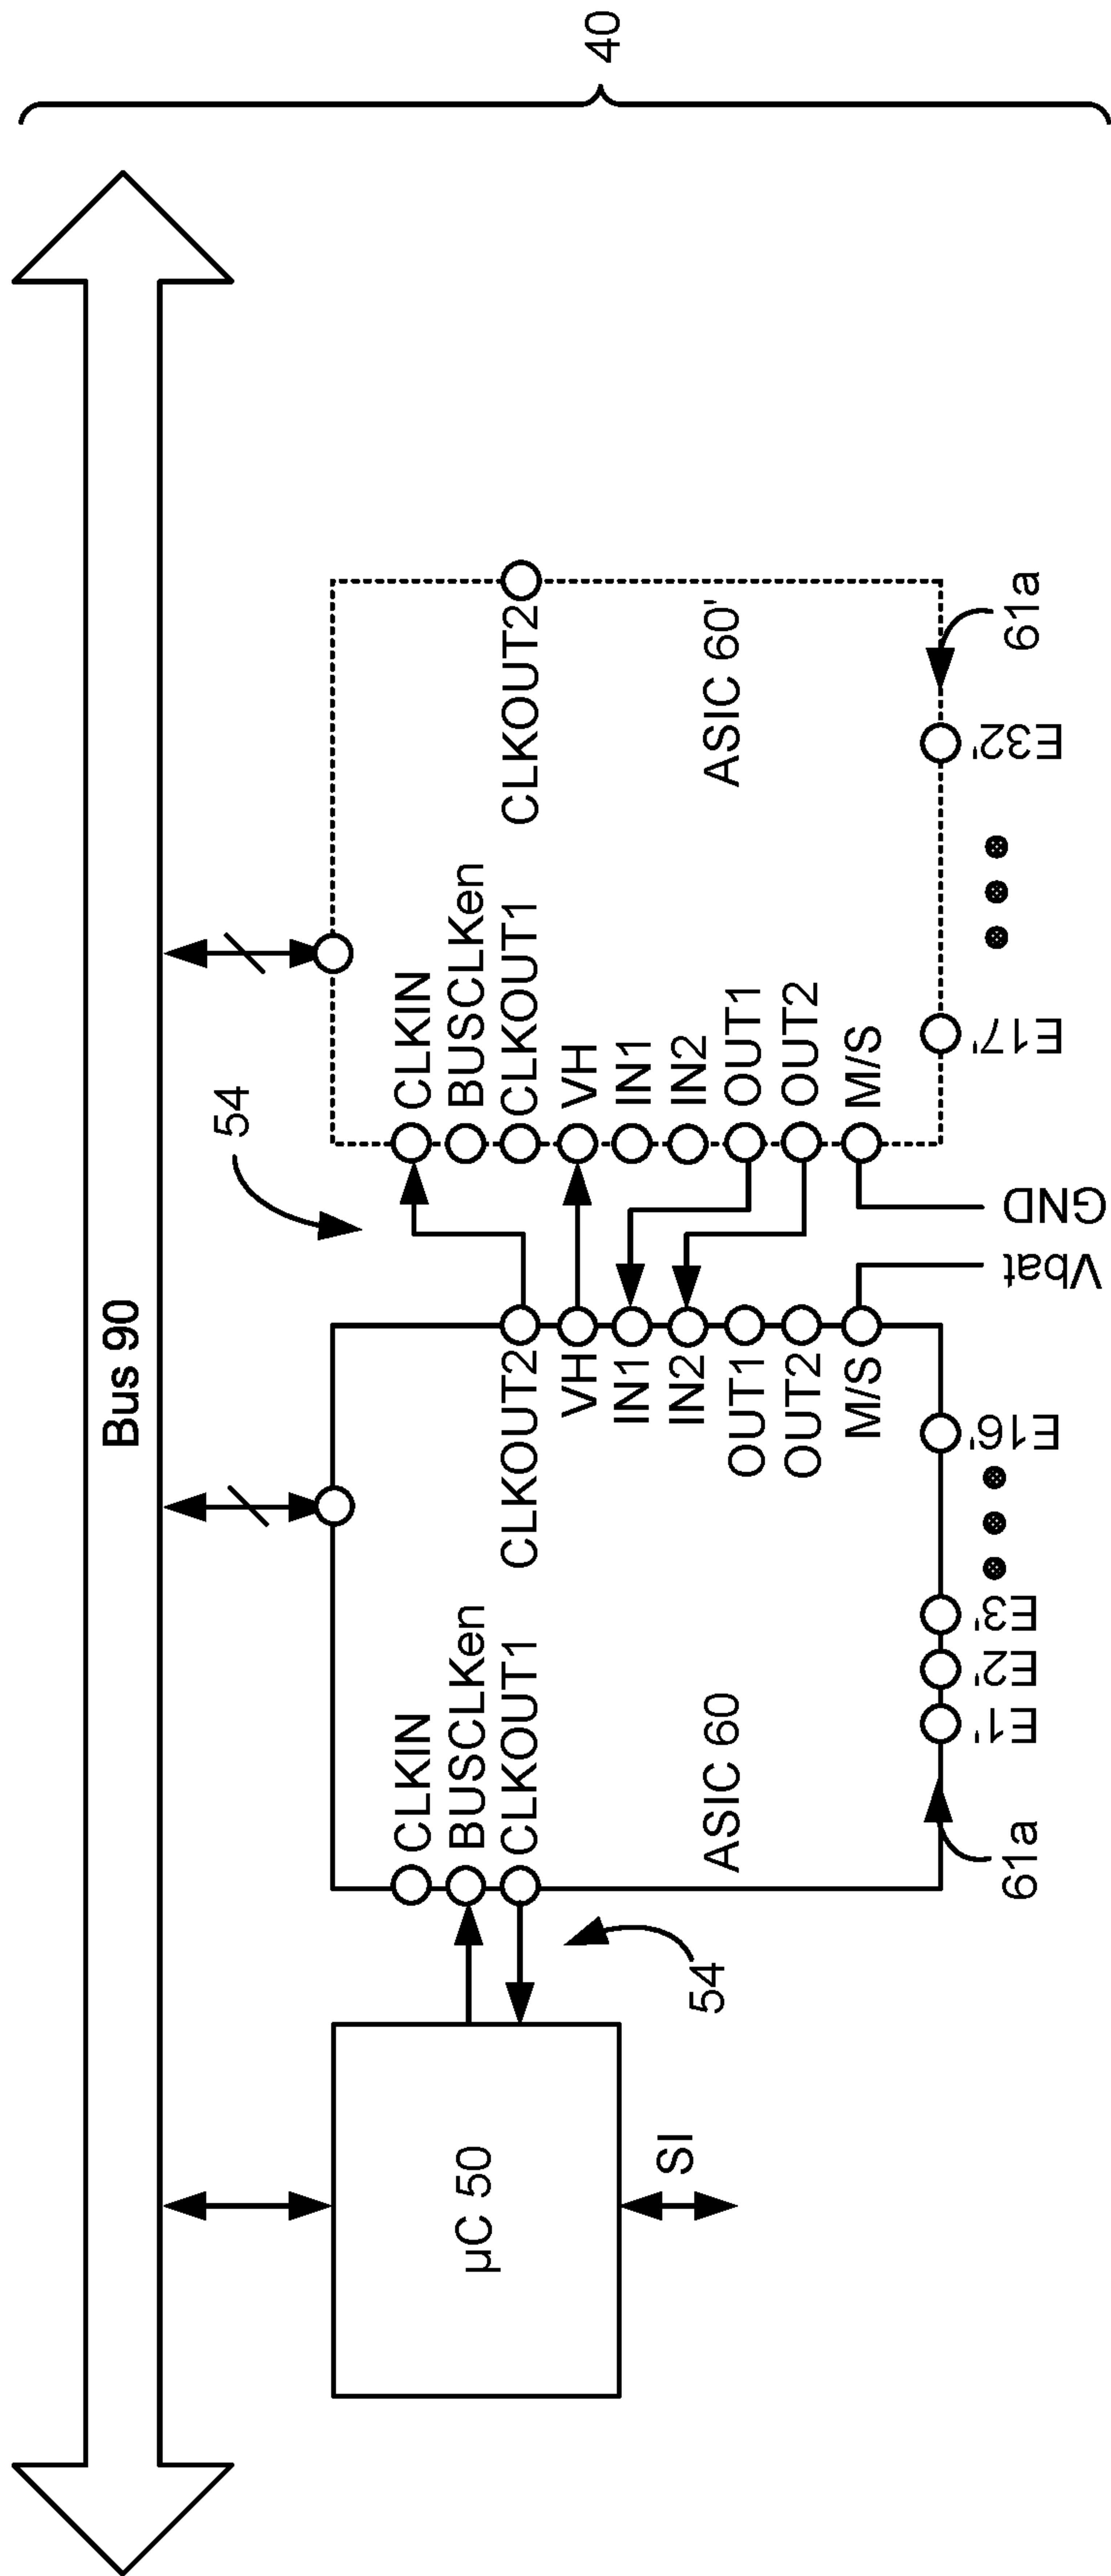 Bus 90
40
54
µC 50
SI
54
CLKIN
BUSCLKen
CLKOUT1
CLKOUT2
VH
IN1
IN2
OUT1
OUT2
M/S
ASIC 60
61a
E1'
E2'
E3'
E16'
Vbat
GND
CLKIN
BUSCLKen
CLKOUT1
CLKOUT2
VH
IN1
IN2
OUT1
OUT2
M/S
ASIC 60'
E17'
E32'
61a